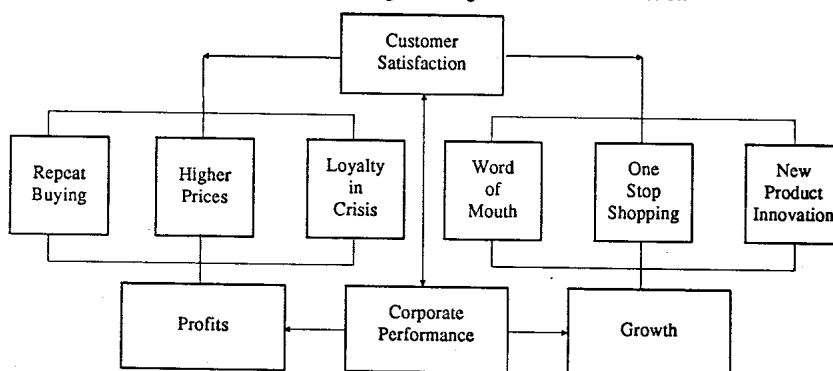 Customer
Satisfaction
Repeat
Buying
Higher
Prices
Loyalty
in
Crisis
Word
of
Mouth
One
Stop
Shopping
New
Product
Innovation
Profits
Corporate
Performance
Growth